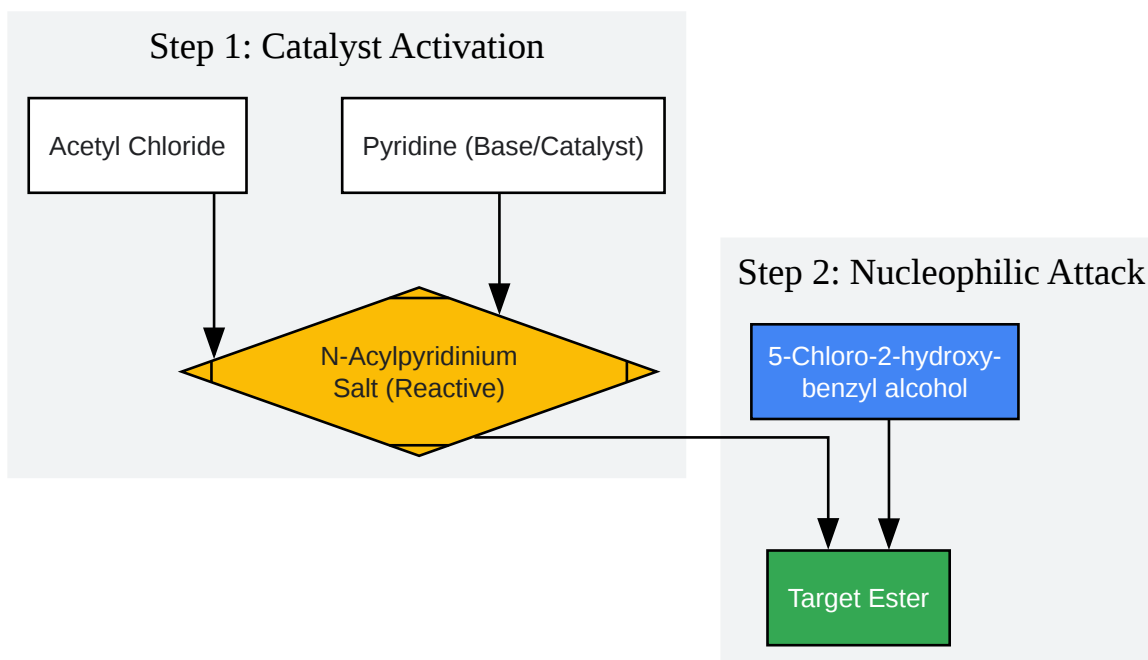 Step 1: Catalyst Activation
Acetyl Chloride
Pyridine (Base/Catalyst)
N-Acylpyridinium
Salt (Reactive)
Step 2: Nucleophilic Attack
5-Chloro-2-hydroxy-
benzyl alcohol
Target Ester